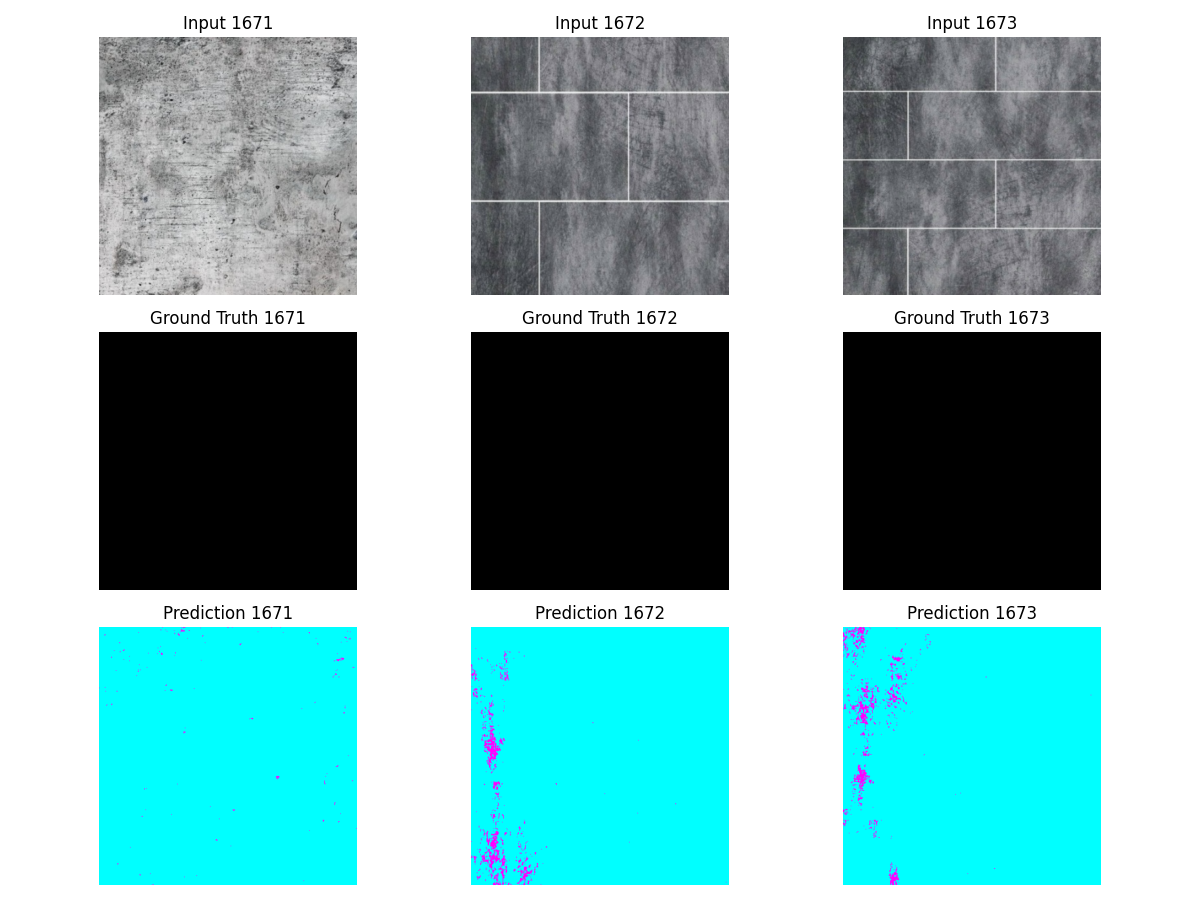 Input 1671
Input 1672
Input 1673
Ground Truth 1671
Ground Truth 1672
Ground Truth 1673
Prediction 1671
Prediction 1672
Prediction 1673